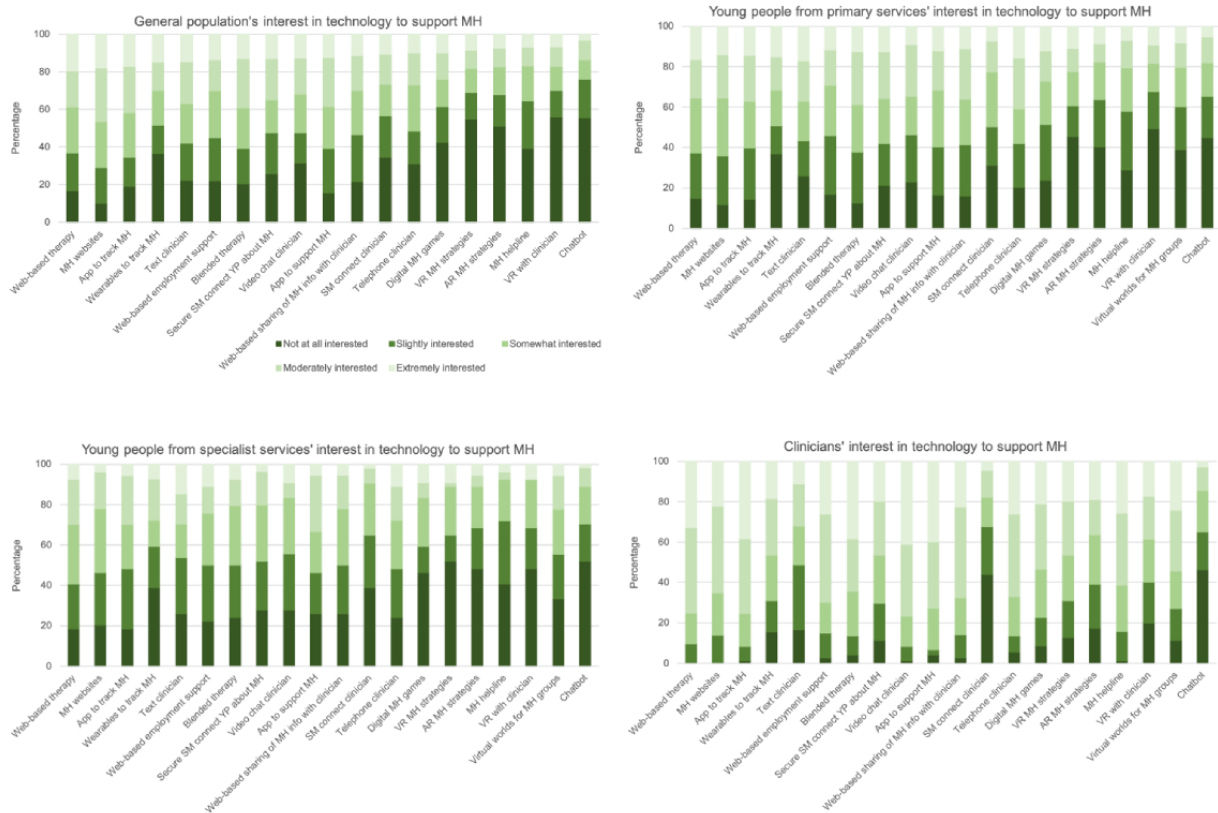 General population's interest in technology to support MH
Percentage
100
80
60
40
20
0
Web-based therapy
MH websites
App to track MH
Wearables to track MH
Text clinician
Web-based employment support
Blended therapy
Secure SM connect YP about MH
Video chat clinician
App to support MH
Web-based sharing of MH info with clinician
SM connect clinician
Telephone clinician
Digital MH games
VR MH strategies
AR MH strategies
MH helpline
VR with clinician
Chatbot
Not at all interested
Slightly interested
Somewhat interested
Moderately interested
Extremely interested
Young people from primary services' interest in technology to support MH
Percentage
100
80
60
40
20
0
Web-based therapy
MH websites
App to track MH
Wearables to track MH
Text clinician
Web-based employment support
Blended therapy
Secure SM connect YP about MH
Video chat clinician
App to support MH
Web-based sharing of MH info with clinician
SM connect clinician
Telephone clinician
Digital MH games
VR MH strategies
AR MH strategies
MH helpline
VR with clinician
Virtual worlds for MH groups
Chatbot
Young people from specialist services' interest in technology to support MH
Percentage
100
80
60
40
20
0
Web-based therapy
MH websites
App to track MH
Wearables to track MH
Text clinician
Web-based employment support
Blended therapy
Secure SM connect YP about MH
Video chat clinician
App to support MH
Web-based sharing of MH info with clinician
SM connect clinician
Telephone clinician
Digital MH games
VR MH strategies
AR MH strategies
MH helpline
VR with clinician
Virtual worlds for MH groups
Chatbot
Clinicians' interest in technology to support MH
Percentage
100
80
60
40
20
0
Web-based therapy
MH websites
App to track MH
Wearables to track MH
Text clinician
Web-based employment support
Blended therapy
Secure SM connect YP about MH
Video chat clinician
App to support MH
Web-based sharing of MH info with clinician
SM connect clinician
Telephone clinician
Digital MH games
VR MH strategies
AR MH strategies
MH helpline
VR with clinician
Virtual worlds for MH groups
Chatbot